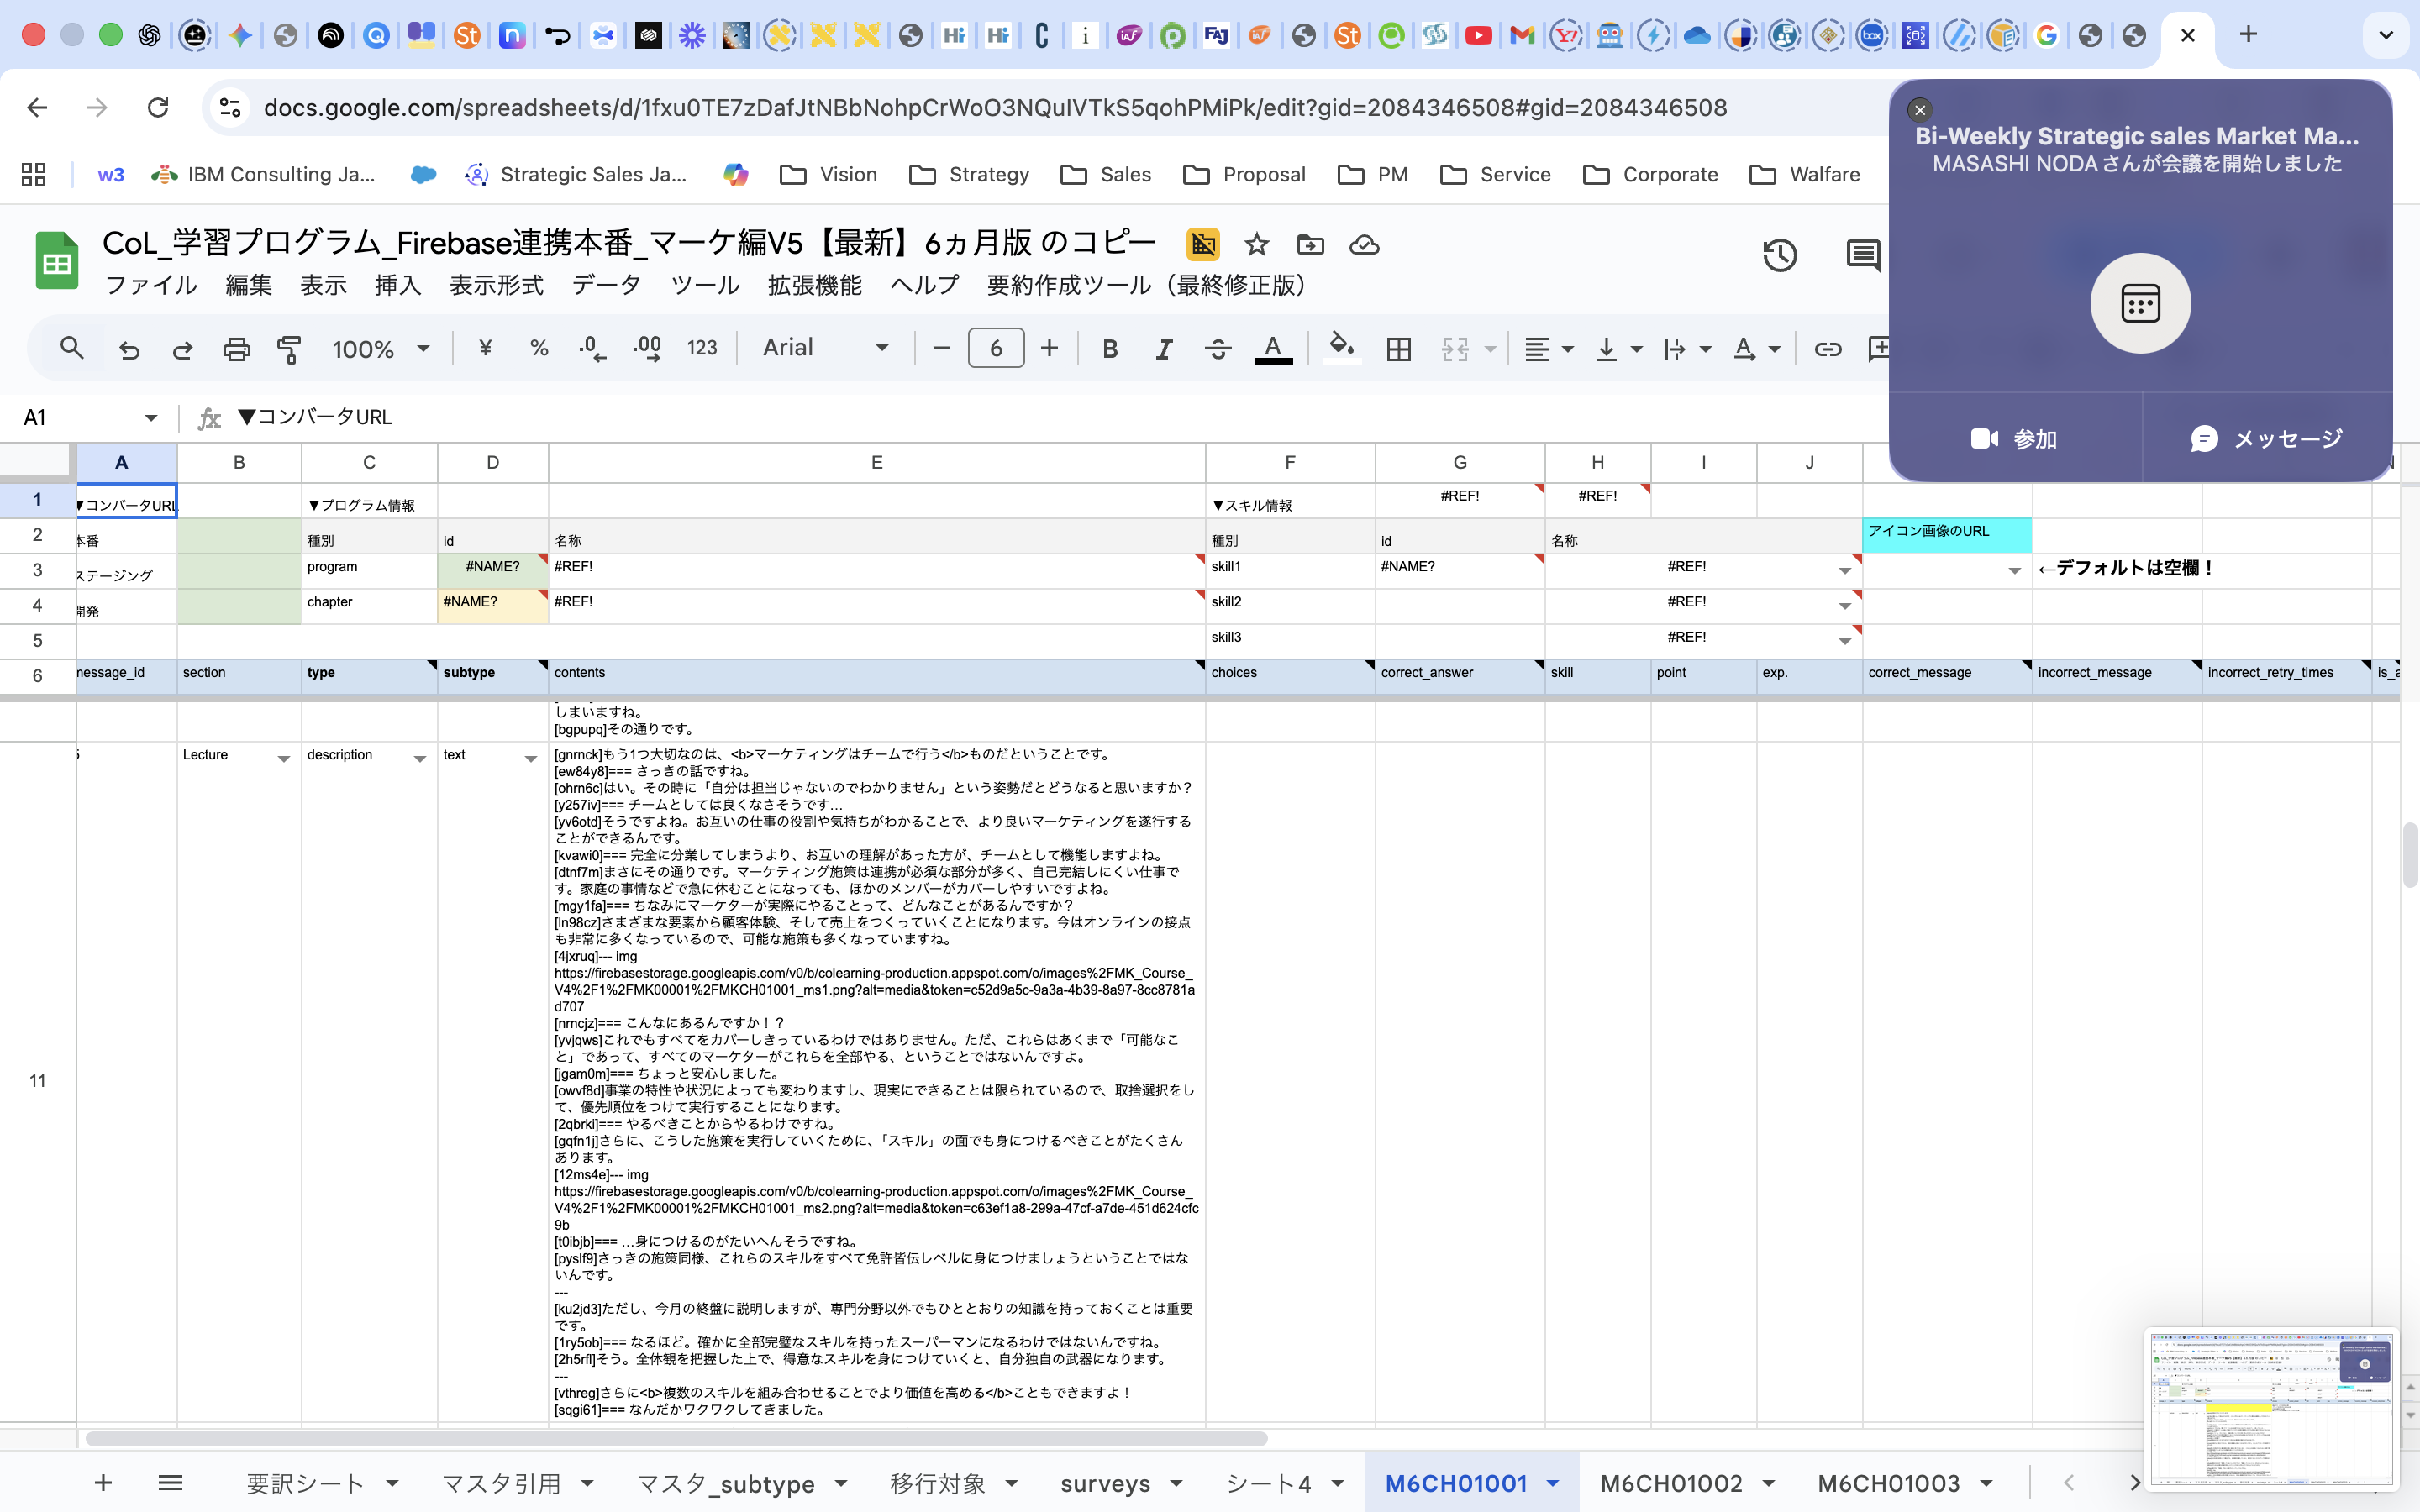 docs.google.com/spreadsheets/d/1fxu0TE7zDafJtNBbNohpCrWoO3NQuIVTkS5qohPMiPk/edit?gid=2084346508#gid=2084346508
w3 IBM Consulting Ja... Strategic Sales Ja... Vision Strategy Sales Proposal PM Service Corporate Welfare
Bi-Weekly Strategic sales Market Ma...
MASASHI NODAさんが会議を開始しました
参加 メッセージ
CoL_学習プログラム_Firebase連携本番_マーケ編V5【最新】6ヵ月版 のコピー
ファイル 編集 表示 挿入 表示形式 データ ツール 拡張機能 ヘルプ 要約作成ツール（最終修正版）
100% ¥ % .0 .00 123 Arial 6 B I A
A1 fx ▼コンバータURL
A B C D E F G H I J
1 ▼コンバータURL ▼プログラム情報 ▼スキル情報 #REF! #REF!
2 本番 種別 id 名称 種別 id 名称 アイコン画像のURL
3 ステージング program #NAME? #REF! skill1 #NAME? #REF! ←デフォルトは空欄！
4 開発 chapter #NAME? #REF! skill2 #REF!
5 skill3 #REF!
6 message_id section type subtype contents choices correct_answer skill point exp. correct_message incorrect_message incorrect_retry_times is_a
しまいますね。
[bgpupq]その通りです。
11 Lecture description text
[gnrnck]もう1つ大切なのは、<b>マーケティングはチームで行う</b>ものだということです。
[ew84y8]=== さっきの話ですね。
[ohrn6c]はい。その時に「自分は担当じゃないのでわかりません」という姿勢だとどうなると思いますか？
[y257iv]=== チームとしては良くなさそうです…
[yv6otd]そうですよね。お互いの仕事の役割や気持ちがわかることで、より良いマーケティングを遂行する
ことができるんです。
[kvawi0]=== 完全に分業してしまうより、お互いの理解があった方が、チームとして機能しますよね。
[dtnf7m]まさにその通りです。マーケティング施策は連携が必須な部分が多く、自己完結しにくい仕事で
す。家庭の事情などで急に休むことになっても、ほかのメンバーがカバーしやすいですよね。
[mgy1fa]=== ちなみにマーケターが実際にやることって、どんなことがあるんですか？
[ln98cz]さまざまな要素から顧客体験、そして売上をつくっていくことになります。今はオンラインの接点
も非常に多くなっているので、可能な施策も多くなっていますね。
[4jxruq]--- img
https://firebasestorage.googleapis.com/v0/b/colearning-production.appspot.com/o/images%2FMK_Course_
V4%2F1%2FMK00001%2FMKCH01001_ms1.png?alt=media&token=c52d9a5c-9a3a-4b39-8a97-8cc8781a
d707
[nrncjz]=== こんなにあるんですか！？
[yvjqws]これでもすべてをカバーしきっているわけではありません。ただ、これらはあくまで「可能なこ
と」であって、すべてのマーケターがこれらを全部やる、ということではないんですよ。
[jgam0m]=== ちょっと安心しました。
[owvf8d]事業の特性や状況によっても変わりますし、現実にできることは限られているので、取捨選択をし
て、優先順位をつけて実行することになります。
[2qbrki]=== やるべきことからやるわけですね。
[gqfn1j]さらに、こうした施策を実行していくために、「スキル」の面でも身につけるべきことがたくさん
あります。
[12ms4e]--- img
https://firebasestorage.googleapis.com/v0/b/colearning-production.appspot.com/o/images%2FMK_Course_
V4%2F1%2FMK00001%2FMKCH01001_ms2.png?alt=media&token=c63ef1a8-299a-47cf-a7de-451d624cfc
9b
[t0ibjb]=== …身につけるのがたいへんそうですね。
[pyslf9]さっきの施策同様、これらのスキルをすべて免許皆伝レベルに身につけましょうということではな
いんです。
---
[ku2jd3]ただし、今月の終盤に説明しますが、専門分野以外でもひととおりの知識を持っておくことは重要
です。
[1ry5ob]=== なるほど。確かに全部完璧なスキルを持ったスーパーマンになるわけではないんですね。
[2h5rfl]そう。全体観を把握した上で、得意なスキルを身につけていくと、自分独自の武器になります。
---
[vthreg]さらに<b>複数のスキルを組み合わせることでより価値を高める</b>こともできますよ！
[sqgi61]=== なんだかワクワクしてきました。
要訳シート マスタ引用 マスタ_subtype 移行対象 surveys シート4 M6CH01001 M6CH01002 M6CH01003